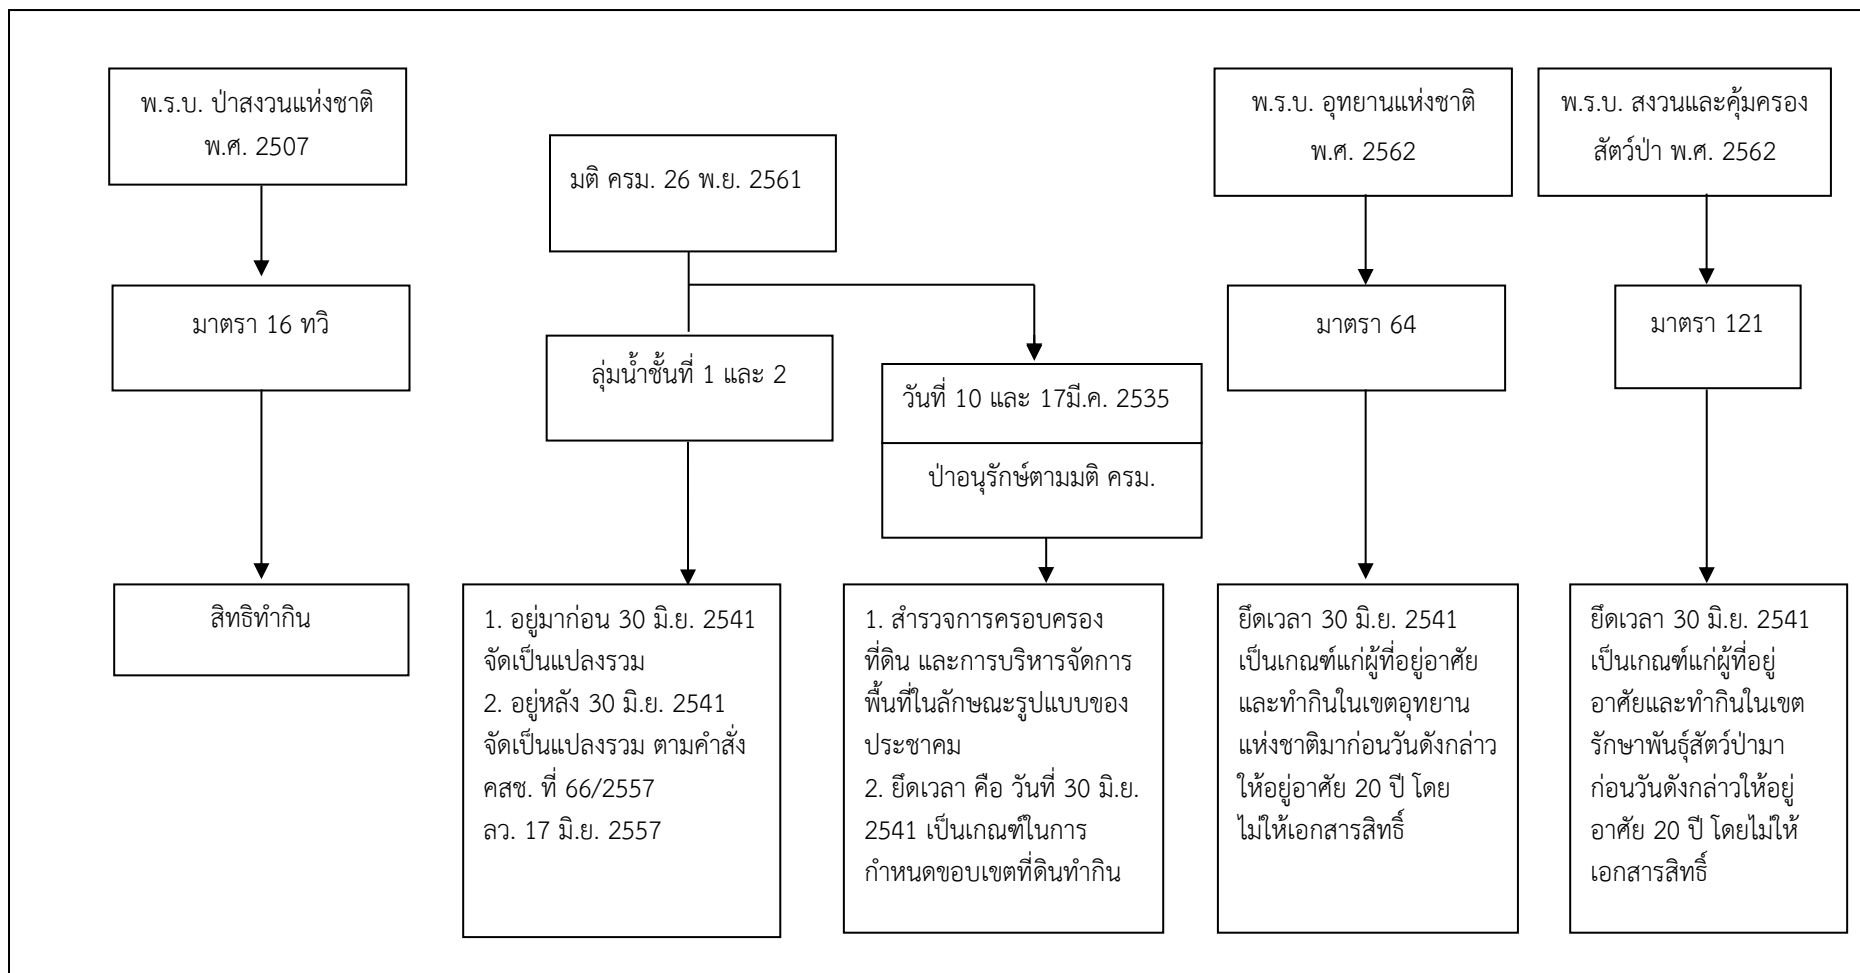 พ.ร.บ. ป่าสงวนแห่งชาติ
พ.ศ. 2507
มาตรา 16 ทวิ
สิทธิทำกิน
มติ ครม. 26 พ.ย. 2561
ลุ่มน้ำชั้นที่ 1 และ 2
1. อยู่มาก่อน 30 มิ.ย. 2541
จัดเป็นแปลงรวม
2. อยู่หลัง 30 มิ.ย. 2541
จัดเป็นแปลงรวม ตามคำสั่ง
คสช. ที่ 66/2557
ลว. 17 มิ.ย. 2557
วันที่ 10 และ 17มี.ค. 2535
ป่าอนุรักษ์ตามมติ ครม.
1. สำรวจการครอบครอง
ที่ดิน และการบริหารจัดการ
พื้นที่ในลักษณะรูปแบบของ
ประชาคม
2. ยึดเวลา คือ วันที่ 30 มิ.ย.
2541 เป็นเกณฑ์ในการ
กำหนดขอบเขตที่ดินทำกิน
พ.ร.บ. อุทยานแห่งชาติ
พ.ศ. 2562
มาตรา 64
ยึดเวลา 30 มิ.ย. 2541
เป็นเกณฑ์แก่ผู้ที่อยู่อาศัย
และทำกินในเขตอุทยาน
แห่งชาติมาก่อนวันดังกล่าว
ให้อยู่อาศัย 20 ปี โดย
ไม่ให้เอกสารสิทธิ์
พ.ร.บ. สงวนและคุ้มครอง
สัตว์ป่า พ.ศ. 2562
มาตรา 121
ยึดเวลา 30 มิ.ย. 2541
เป็นเกณฑ์แก่ผู้ที่อยู่
อาศัยและทำกินในเขต
รักษาพันธุ์สัตว์ป่ามา
ก่อนวันดังกล่าวให้อยู่
อาศัย 20 ปี โดยไม่ให้
เอกสารสิทธิ์